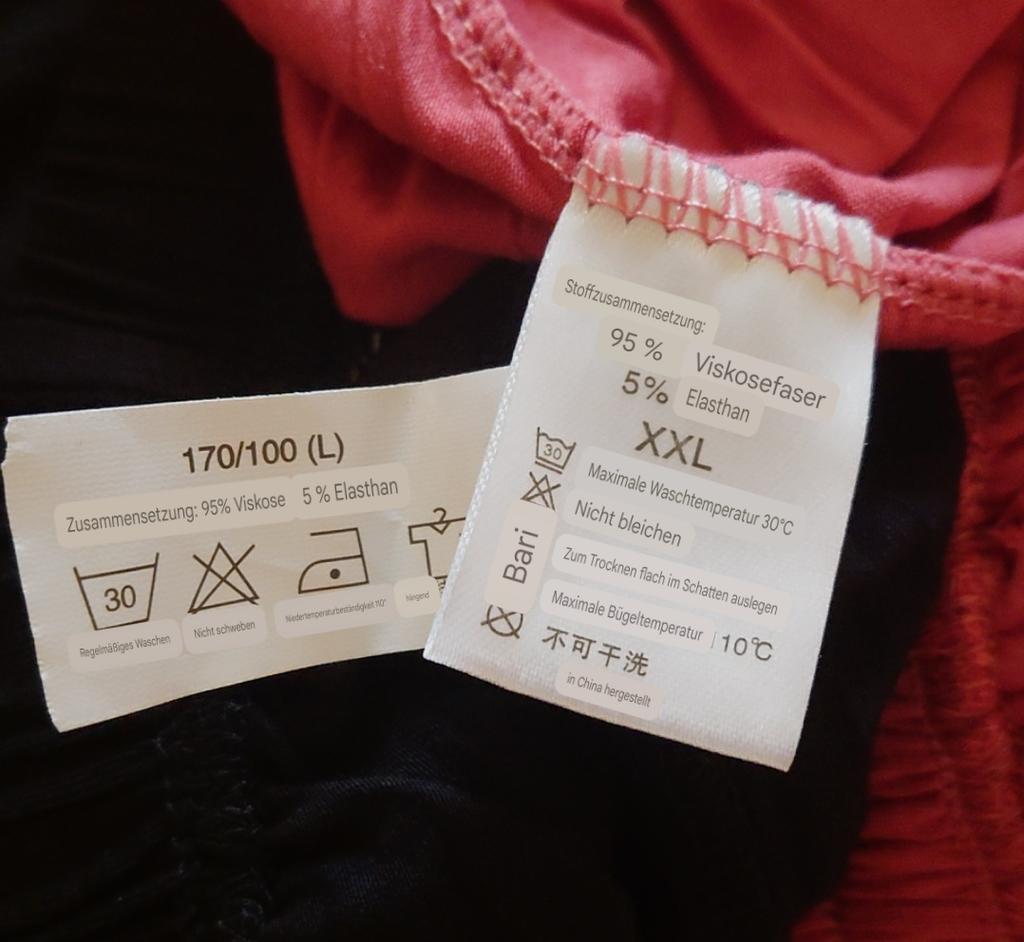 170/100 (L)
Zusammensetzung: 95% Viskose 5 % Elasthan
30
Regelmäßiges Waschen
Nicht schweben
Niedertemperaturbeständigkeit 110°
hängend
Stoffzusammensetzung:
95 % Viskosefaser
5% Elasthan
XXL
30
Maximale Waschtemperatur 30℃
Nicht bleichen
Bari
Zum Trocknen flach im Schatten auslegen
Maximale Bügeltemperatur 110℃
不可干洗
in China hergestellt